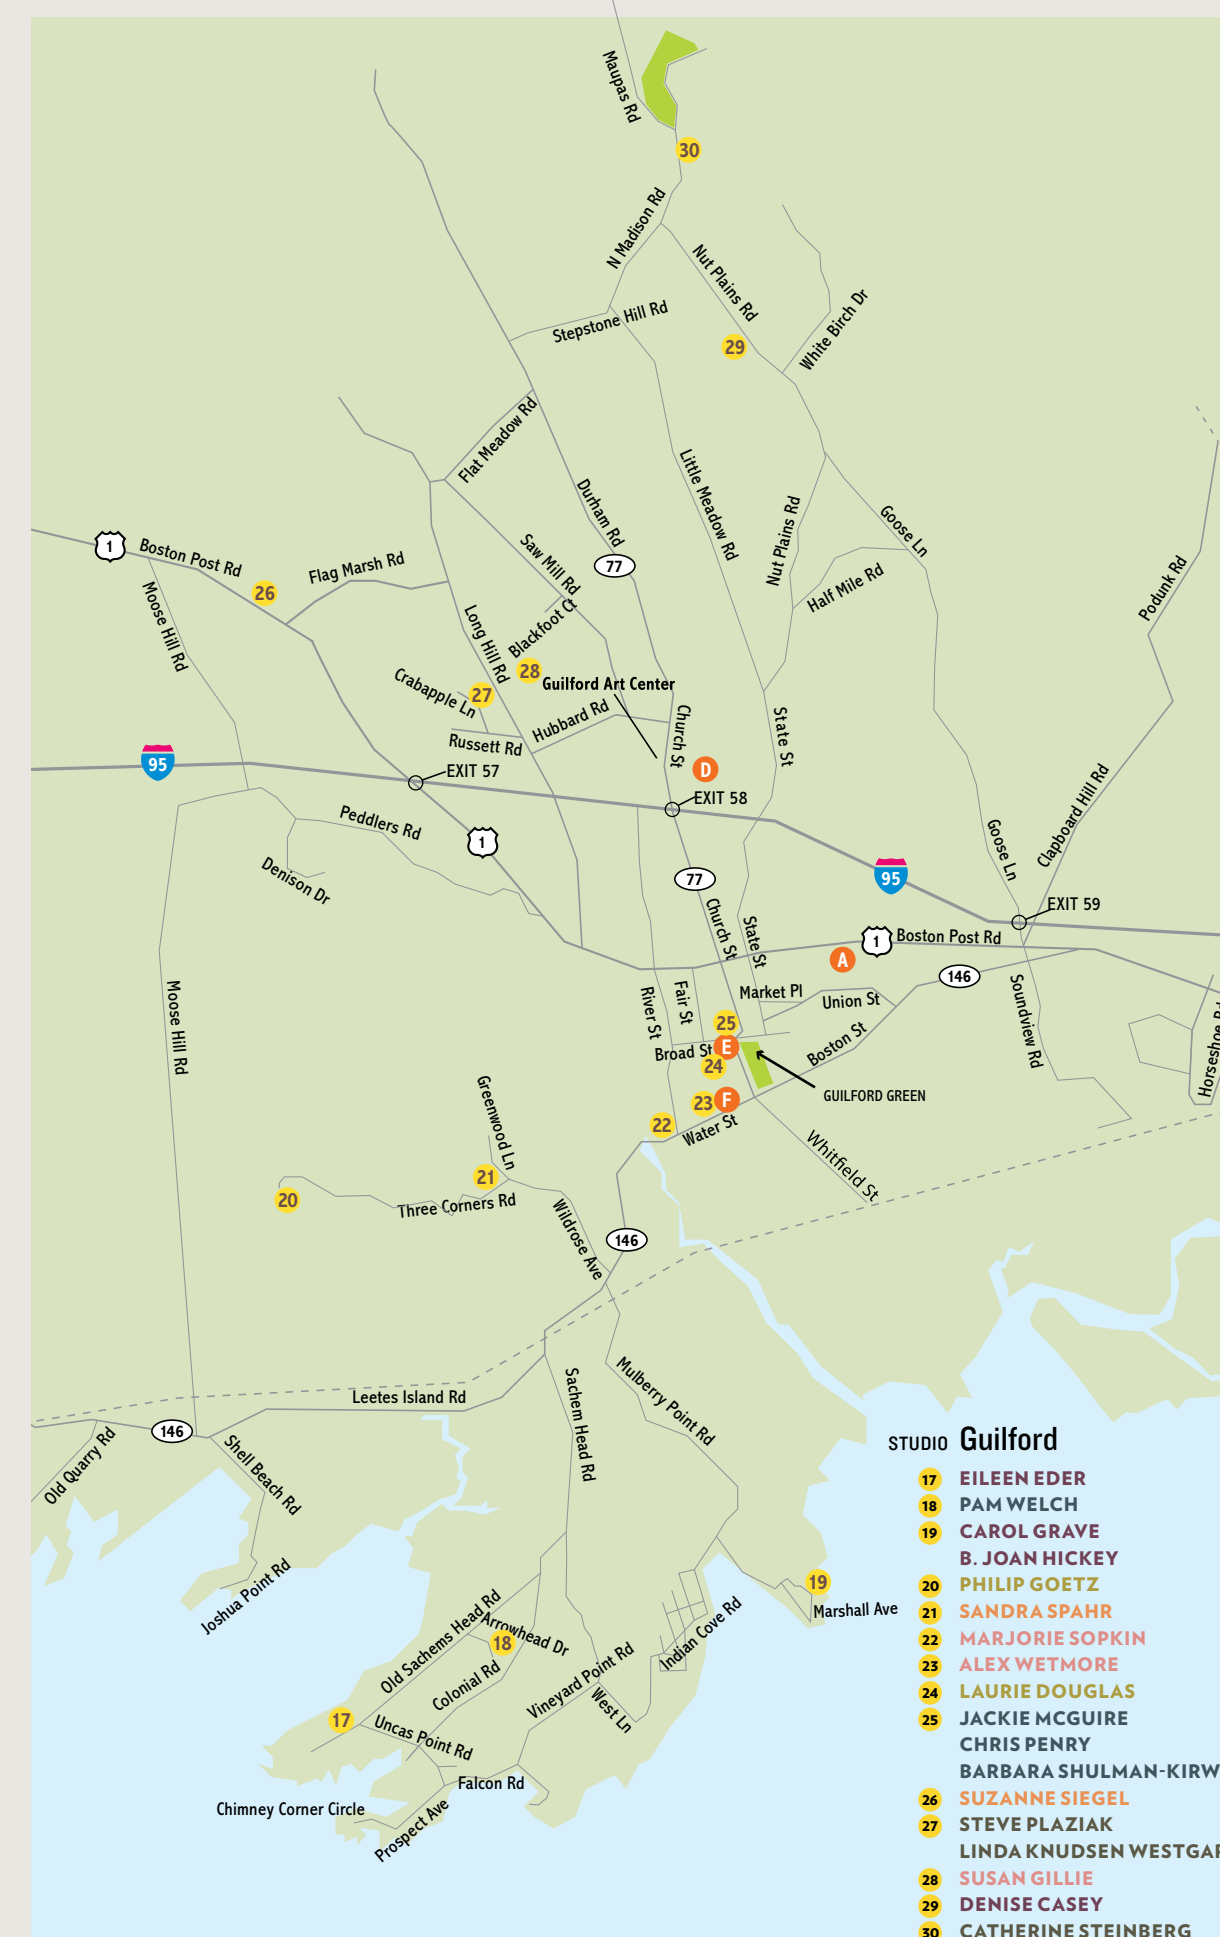 Maupas Rd
30
N Madison Rd
Nut Plains Rd
White Birch Dr
Stepstone Hill Rd
29
Flat Meadow Rd
Durham Rd
Little Meadow Rd
Nut Plains Rd
Goose Ln
1
Boston Post Rd
Flag Marsh Rd
Saw Mill Rd
77
Half Mile Rd
Podunk Rd
26
Moose Hill Rd
Long Hill Rd
Blackfoot Ct
28
Guilford Art Center
Crabapple Ln
27
Hubbard Rd
Church St
State St
Russett Rd
95
EXIT 57
D
EXIT 58
Peddlers Rd
1
Denison Dr
77
95
Goose Ln
Clapboard Hill Rd
EXIT 59
Church St
State St
1
Boston Post Rd
A
146
Moose Hill Rd
River St
Fair St
Market Pl
Union St
Soundview Rd
25
Broad St
E
24
Boston St
GUILFORD GREEN
Horseshoe Rd
23
F
22
Water St
Whitfield St
Greenwood Ln
21
20
Three Corners Rd
Wildrose Ave
146
Leetes Island Rd
Sachem Head Rd
Mulberry Point Rd
146
Old Quarry Rd
Shell Beach Rd
Joshua Point Rd
19
Marshall Ave
Indian Cove Rd
Old Sachems Head Rd
Arrowhead Dr
18
Colonial Rd
Vineyard Point Rd
West Ln
17
Uncas Point Rd
Falcon Rd
Chimney Corner Circle
Prospect Ave
STUDIO Guilford
17 EILEEN EDER
18 PAM WELCH
19 CAROL GRAVE
B. JOAN HICKEY
20 PHILIP GOETZ
21 SANDRA SPAHR
22 MARJORIE SOPKIN
23 ALEX WETMORE
24 LAURIE DOUGLAS
25 JACKIE MCGUIRE
CHRIS PENRY
BARBARA SHULMAN-KIRW
26 SUZANNE SIEGEL
27 STEVE PLAZIAK
LINDA KNUDSEN WESTGAR
28 SUSAN GILLIE
29 DENISE CASEY
30 CATHERINE STEINBERG